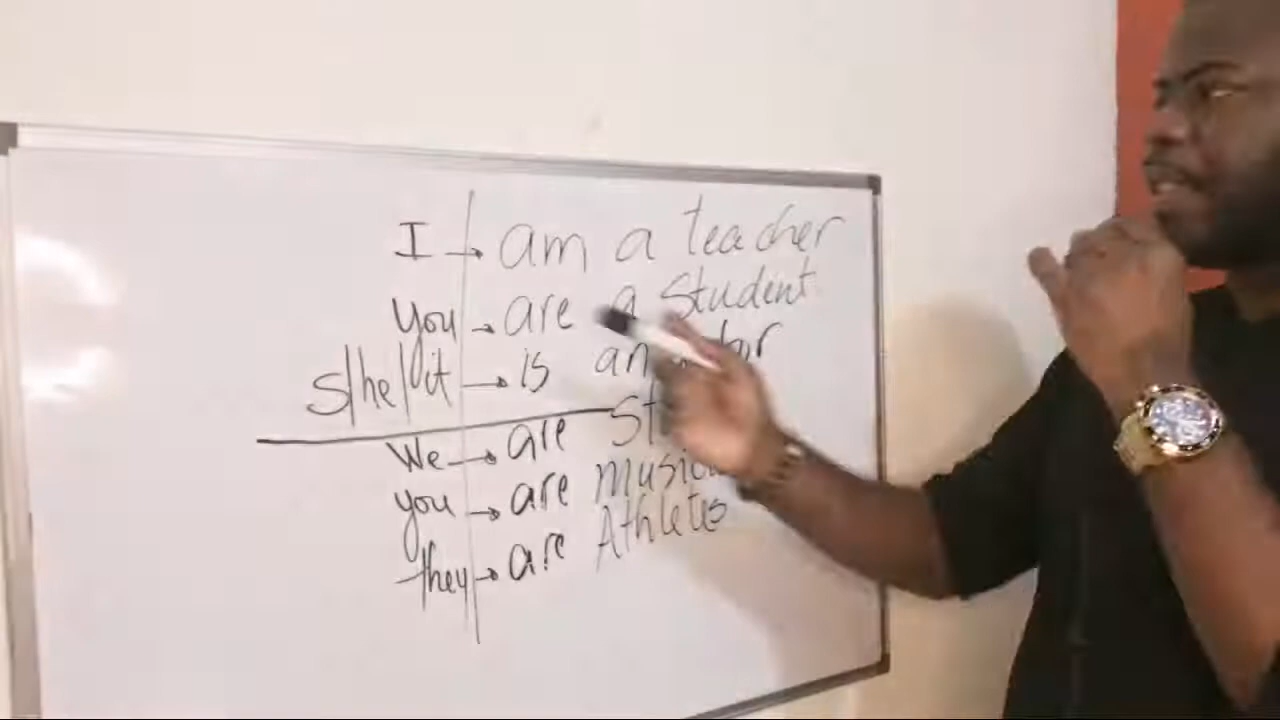 I → am a teacher
You → are a student
S/he/it → is an
We → are
you → are
they → are Athletes